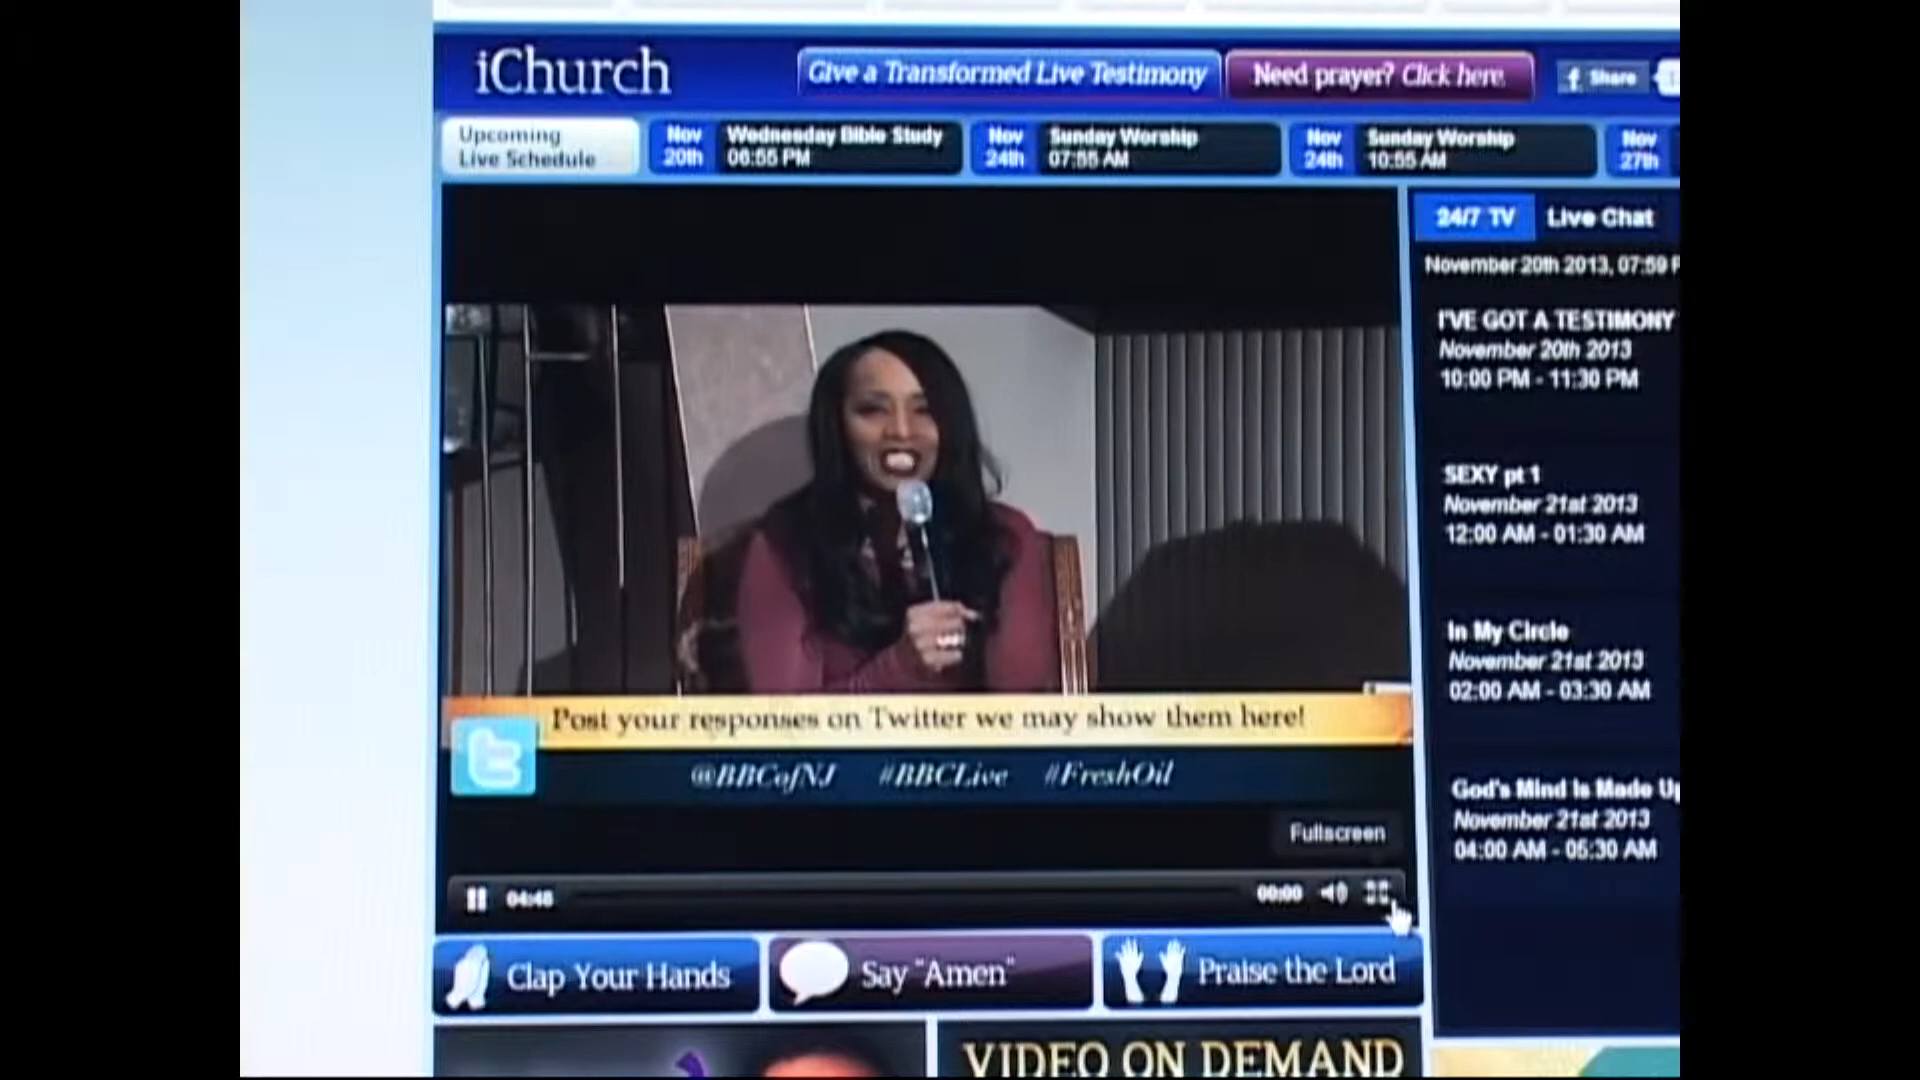 iChurch
Give a Transformed Live Testimony
Need prayer? Click here.
Share
Upcoming
Live Schedule
Nov
20th
Wednesday Bible Study
06:55 PM
Nov
24th
Sunday Worship
07:55 AM
Nov
24th
Sunday Worship
10:55 AM
Nov
27th
24/7 TV
Live Chat
November 20th 2013, 07:59
I'VE GOT A TESTIMONY
November 20th 2013
10:00 PM - 11:30 PM
SEXY pt 1
November 21st 2013
12:00 AM - 01:30 AM
In My Circle
November 21st 2013
02:00 AM - 03:30 AM
God's Mind Is Made Up
November 21st 2013
04:00 AM - 05:30 AM
Post your responses on Twitter we may show them here!
@BBCofNJ #BBCLive #FreshOil
Fullscreen
04:48
00:00
Clap Your Hands
Say "Amen"
Praise the Lord
VIDEO ON DEMAND